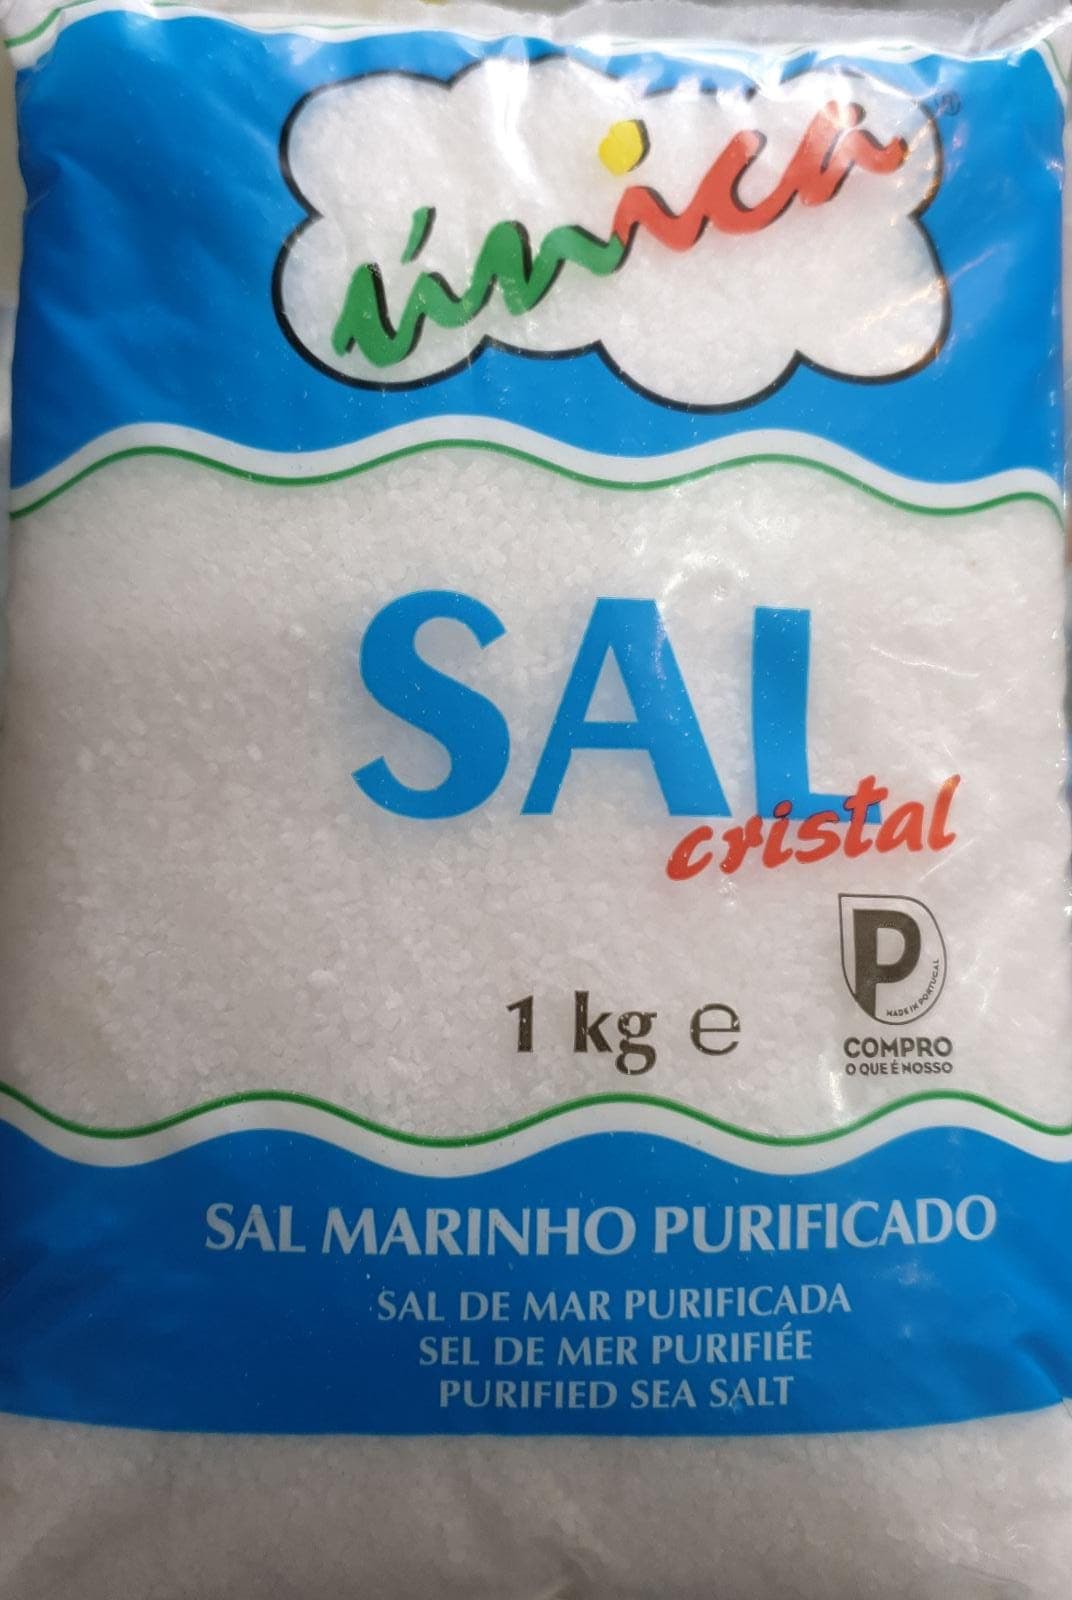 única®
SAL
cristal
1 kg ℮
P
MADE IN PORTUGAL
COMPRO
O QUE É NOSSO
SAL MARINHO PURIFICADO
SAL DE MAR PURIFICADA
SEL DE MER PURIFIÉE
PURIFIED SEA SALT